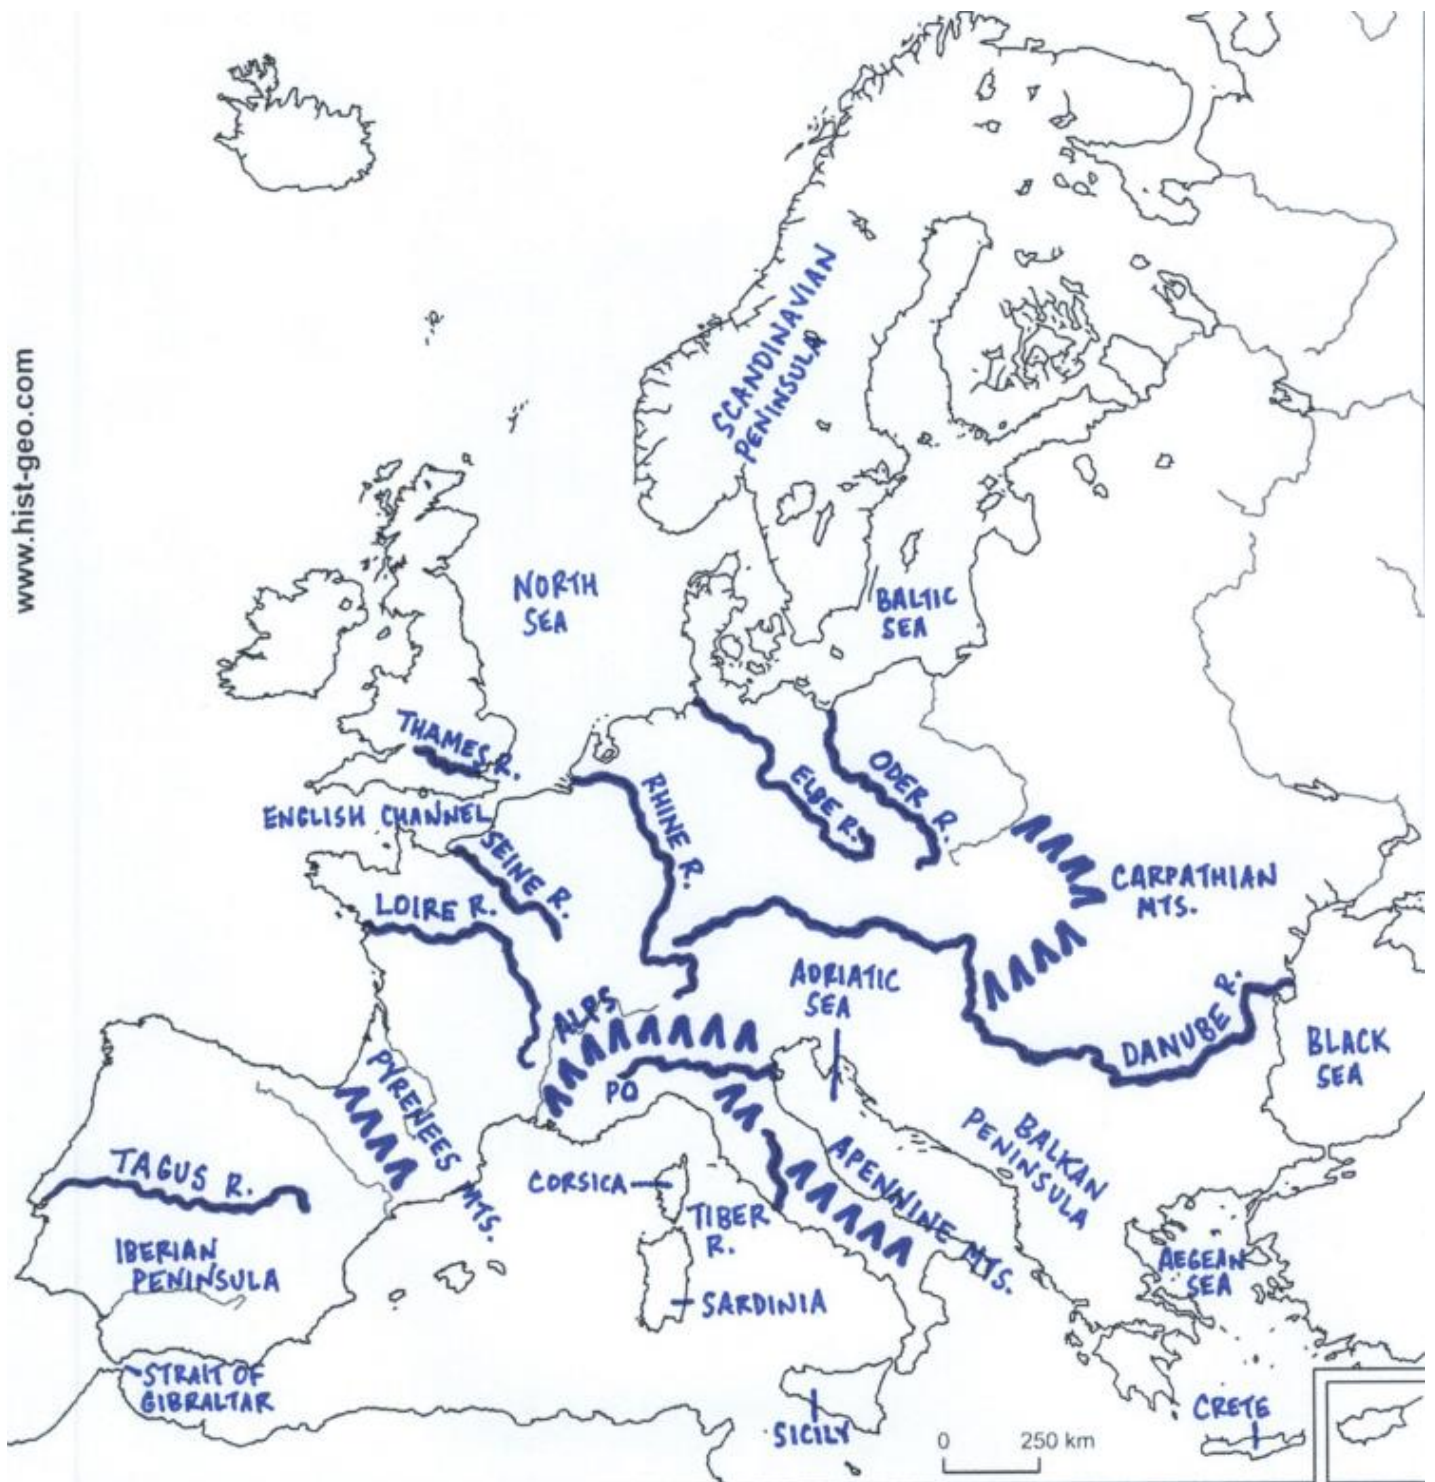 www.hist-geo.com
SCANDINAVIAN
PENINSULA
NORTH
SEA
BALTIC
SEA
THAMES R.
ENGLISH CHANNEL
SEINE R.
LOIRE R.
RHINE R.
ELBE R.
ODER R.
CARPATHIAN
MTS.
ADRIATIC
SEA
ALPS
DANUBE R.
BLACK
SEA
PYRENEES MTS.
PO
BALKAN
PENINSULA
TAGUS R.
CORSICA
TIBER
R.
APENNINE MTS.
IBERIAN
PENINSULA
AEGEAN
SEA
SARDINIA
STRAIT OF
GIBRALTAR
SICILY
CRETE
0 250 km